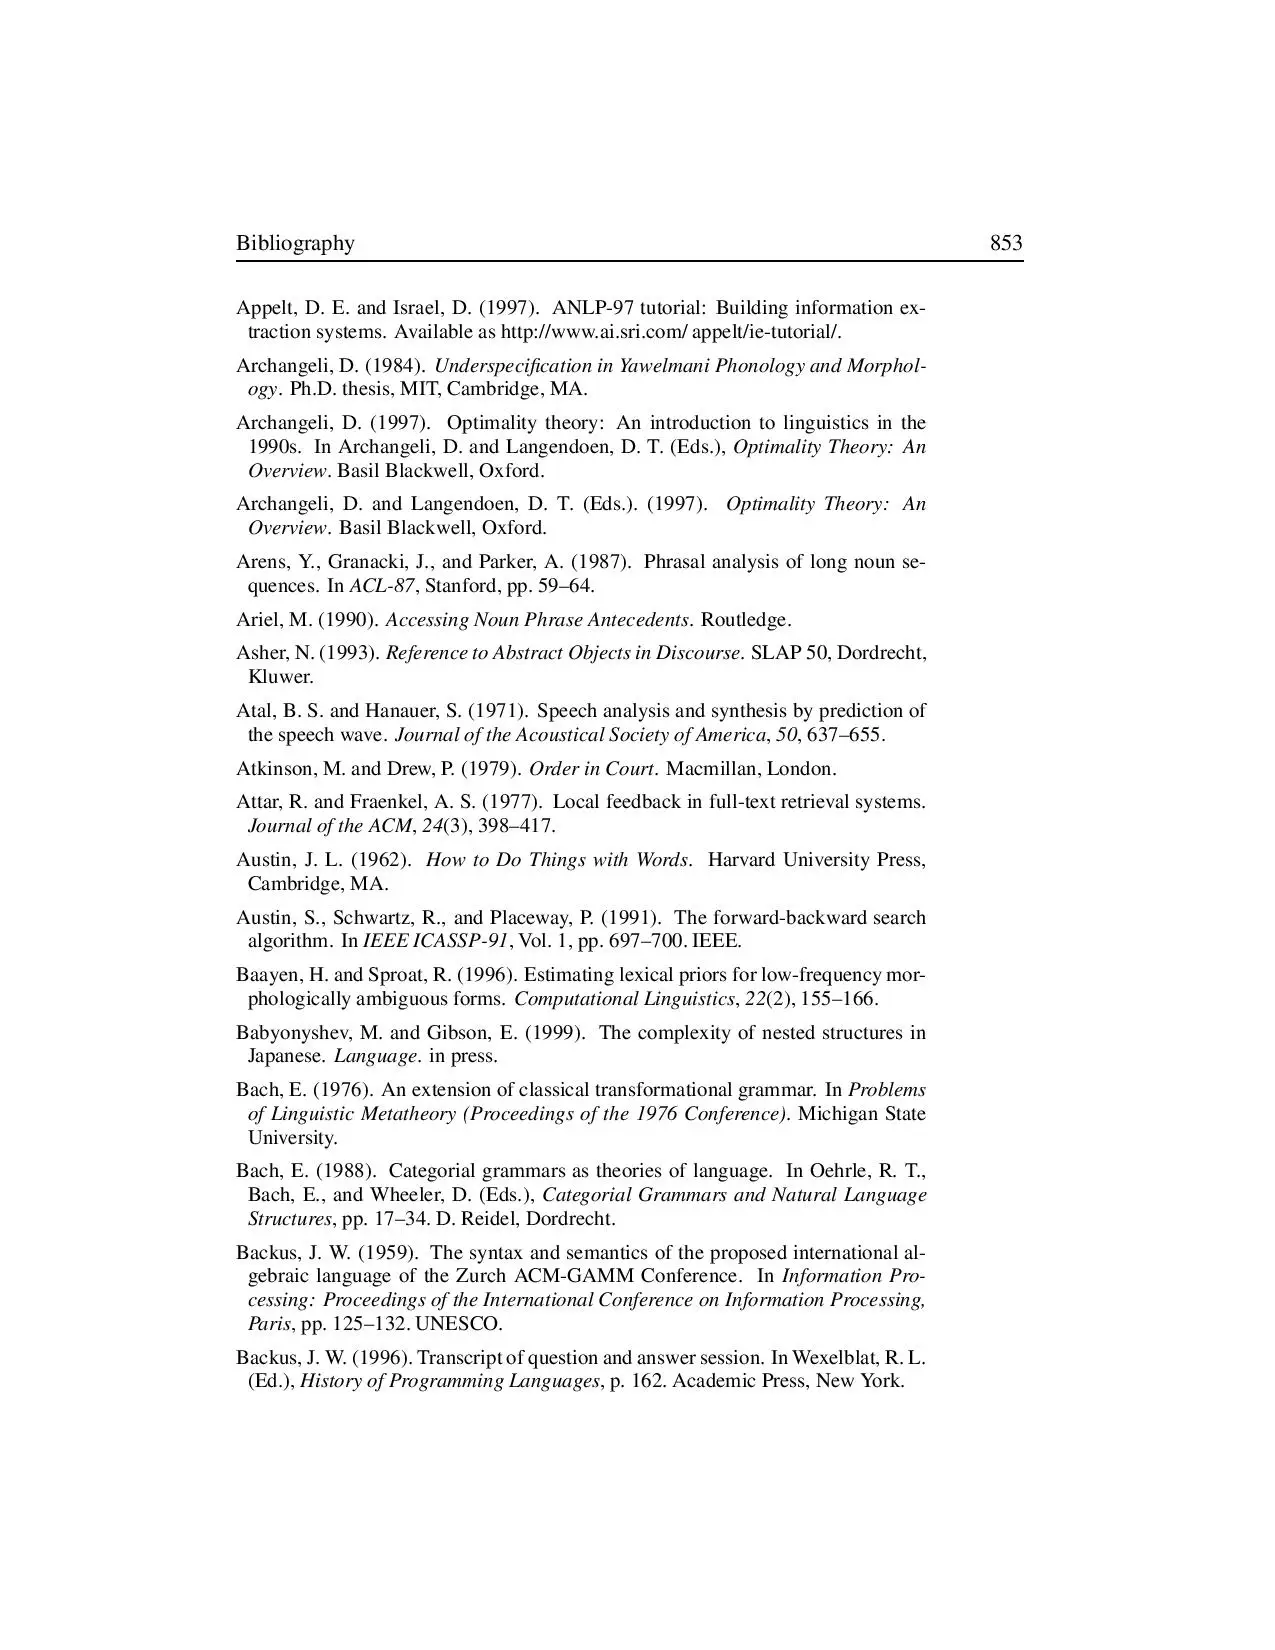 Bibliography 853
Appelt, D. E. and Israel, D. (1997). ANLP-97 tutorial: Building information ex-
traction systems. Available as http://www.ai.sri.com/ appelt/ie-tutorial/.
Archangeli, D. (1984). Underspecification in Yawelmani Phonology and Morphol-
ogy. Ph.D. thesis, MIT, Cambridge, MA.
Archangeli, D. (1997). Optimality theory: An introduction to linguistics in the
1990s. In Archangeli, D. and Langendoen, D. T. (Eds.), Optimality Theory: An
Overview. Basil Blackwell, Oxford.
Archangeli, D. and Langendoen, D. T. (Eds.). (1997). Optimality Theory: An
Overview. Basil Blackwell, Oxford.
Arens, Y., Granacki, J., and Parker, A. (1987). Phrasal analysis of long noun se-
quences. In ACL-87, Stanford, pp. 59–64.
Ariel, M. (1990). Accessing Noun Phrase Antecedents. Routledge.
Asher, N. (1993). Reference to Abstract Objects in Discourse. SLAP 50, Dordrecht,
Kluwer.
Atal, B. S. and Hanauer, S. (1971). Speech analysis and synthesis by prediction of
the speech wave. Journal of the Acoustical Society of America, 50, 637–655.
Atkinson, M. and Drew, P. (1979). Order in Court. Macmillan, London.
Attar, R. and Fraenkel, A. S. (1977). Local feedback in full-text retrieval systems.
Journal of the ACM, 24(3), 398–417.
Austin, J. L. (1962). How to Do Things with Words. Harvard University Press,
Cambridge, MA.
Austin, S., Schwartz, R., and Placeway, P. (1991). The forward-backward search
algorithm. In IEEE ICASSP-91, Vol. 1, pp. 697–700. IEEE.
Baayen, H. and Sproat, R. (1996). Estimating lexical priors for low-frequency mor-
phologically ambiguous forms. Computational Linguistics, 22(2), 155–166.
Babyonyshev, M. and Gibson, E. (1999). The complexity of nested structures in
Japanese. Language. in press.
Bach, E. (1976). An extension of classical transformational grammar. In Problems
of Linguistic Metatheory (Proceedings of the 1976 Conference). Michigan State
University.
Bach, E. (1988). Categorial grammars as theories of language. In Oehrle, R. T.,
Bach, E., and Wheeler, D. (Eds.), Categorial Grammars and Natural Language
Structures, pp. 17–34. D. Reidel, Dordrecht.
Backus, J. W. (1959). The syntax and semantics of the proposed international al-
gebraic language of the Zurch ACM-GAMM Conference. In Information Pro-
cessing: Proceedings of the International Conference on Information Processing,
Paris, pp. 125–132. UNESCO.
Backus, J. W. (1996). Transcript of question and answer session. In Wexelblat, R. L.
(Ed.), History of Programming Languages, p. 162. Academic Press, New York.